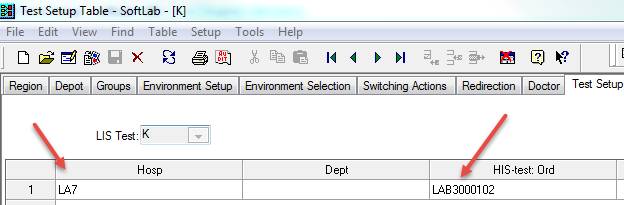 Test Setup Table - SoftLab - [K]
File Edit View Find Table Setup Tools Help
Region Depot Groups Environment Setup Environment Selection Switching Actions Redirection Doctor Test Setup
LIS Test: K
Hosp Dept HIS-test: Ord
1 LA7 LAB3000102